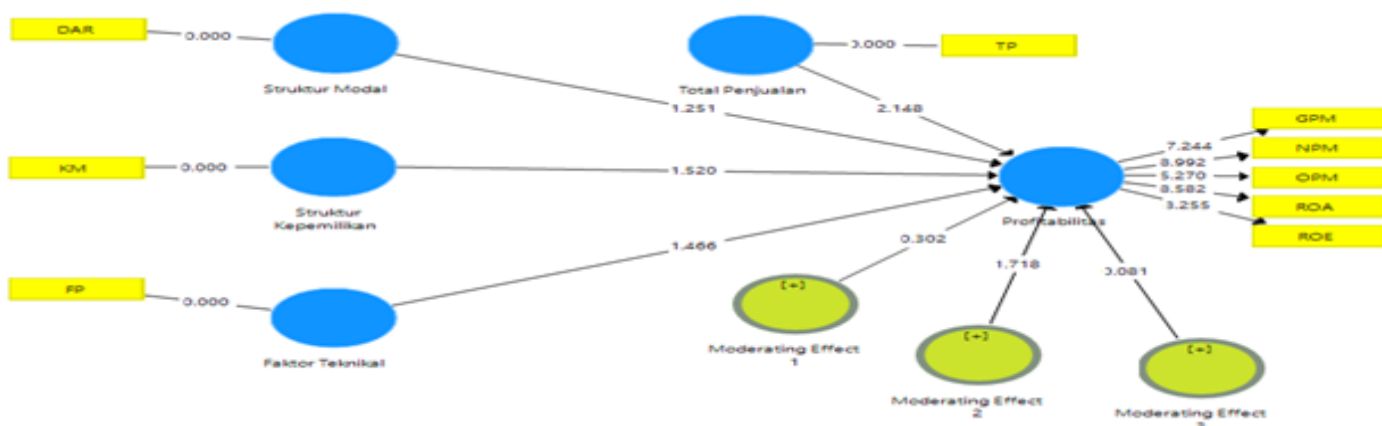 DAR
0.000
Struktur Modal
Total Penjualan
0.000
TP
1.251
2.148
KM
0.000
Struktur
Kepemilikan
1.520
Profitabilitas
7.244
8.992
5.270
8.582
3.255
GPM
NPM
OPM
ROA
ROE
FP
0.000
Faktor Teknikal
1.466
0.302
1.718
0.081
[+]
Moderating Effect
1
[+]
Moderating Effect
2
[+]
Moderating Effect